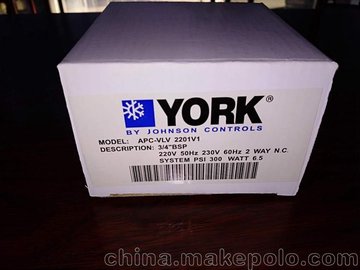 YORK®
BY JOHNSON CONTROLS
MODEL: APC-VLV 2201V1
DESCRIPTION: 3/4"BSP
220V 50Hz 230V 60Hz 2 WAY N.C.
SYSTEM PSI 300 WATT 6.5
china.makepolo.com